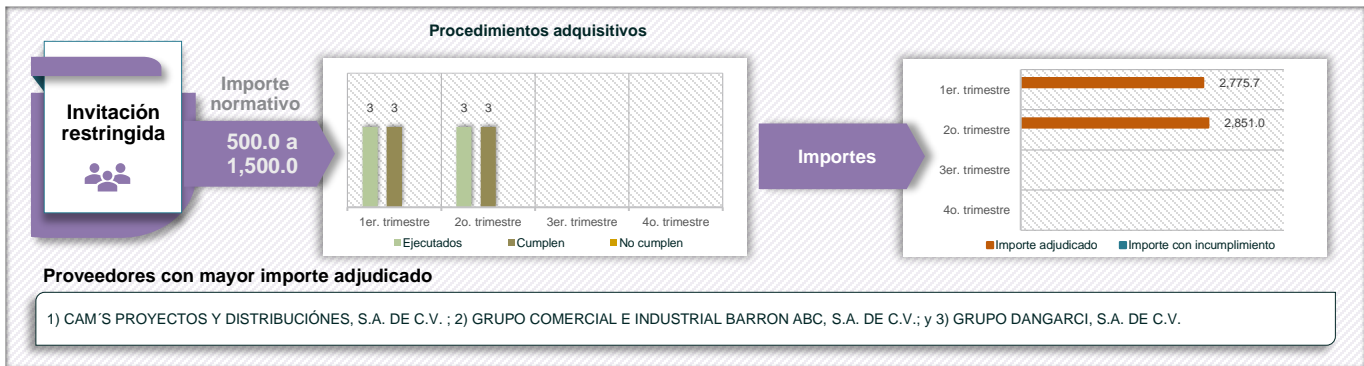 Procedimientos adquisitivos
Invitación
restringida
Importe
normativo
500.0 a
1,500.0
3 3 3 3
1er. trimestre 2o. trimestre 3er. trimestre 4o. trimestre
Ejecutados Cumplen No cumplen
Importes
1er. trimestre 2,775.7
2o. trimestre 2,851.0
3er. trimestre
4o. trimestre
Importe adjudicado Importe con incumplimiento
Proveedores con mayor importe adjudicado
1) CAM´S PROYECTOS Y DISTRIBUCIÓNES, S.A. DE C.V. ; 2) GRUPO COMERCIAL E INDUSTRIAL BARRON ABC, S.A. DE C.V.; y 3) GRUPO DANGARCI, S.A. DE C.V.